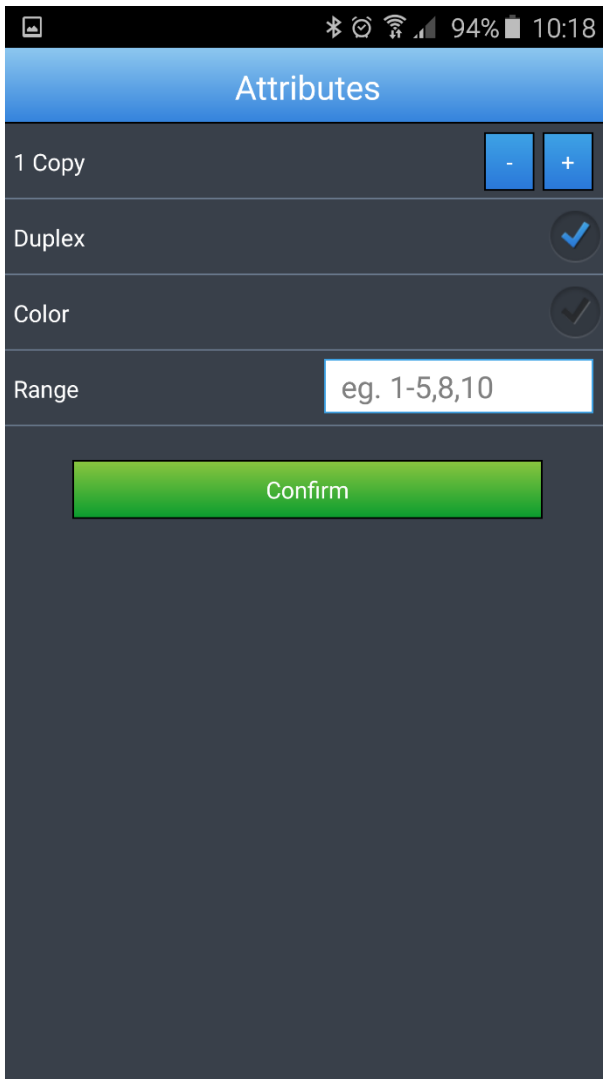 94% 10:18
Attributes
1 Copy - +
Duplex
Color
Range eg. 1-5,8,10
Confirm